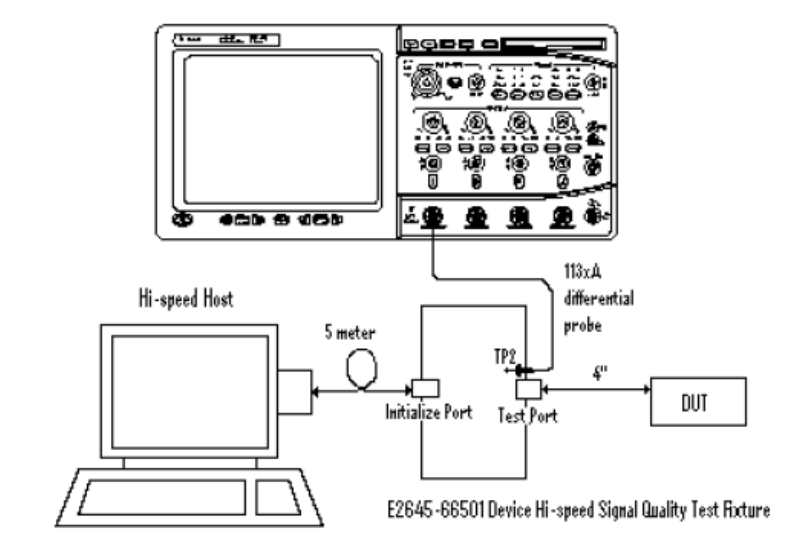 113xA
differential
probe
Hi-speed Host
5 meter
TP2
4"
Initialize Port
Test Port
DUT
E2645-66501 Device Hi-speed Signal Quality Test Fixture